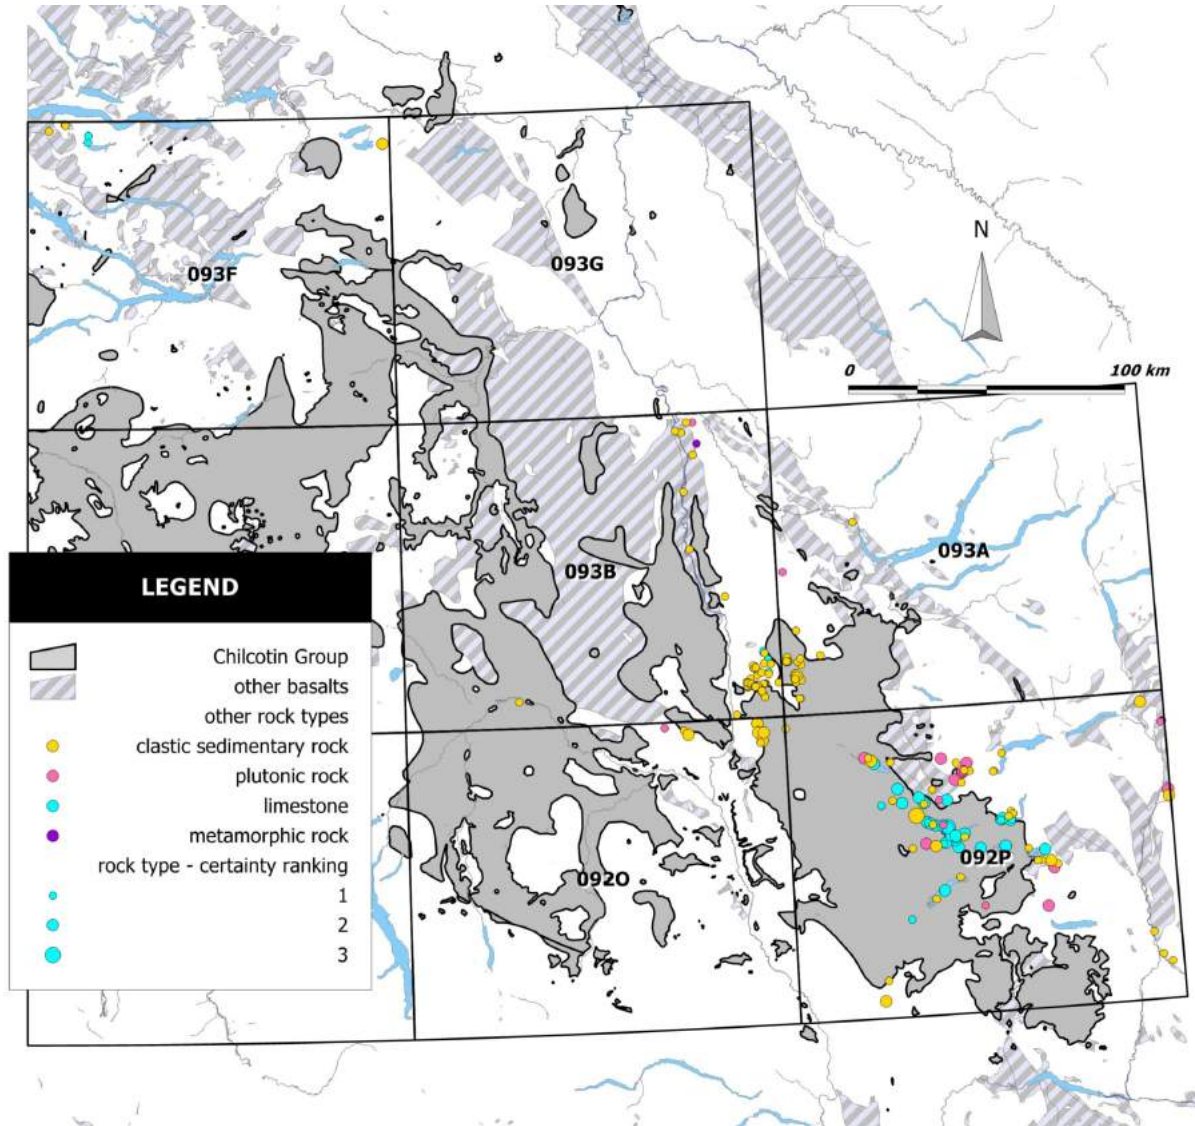 N
093F
093G
0
100 km
093A
093B
LEGEND
Chilcotin Group
other basalts
other rock types
clastic sedimentary rock
plutonic rock
limestone
metamorphic rock
rock type - certainty ranking
1
2
3
092O
092P